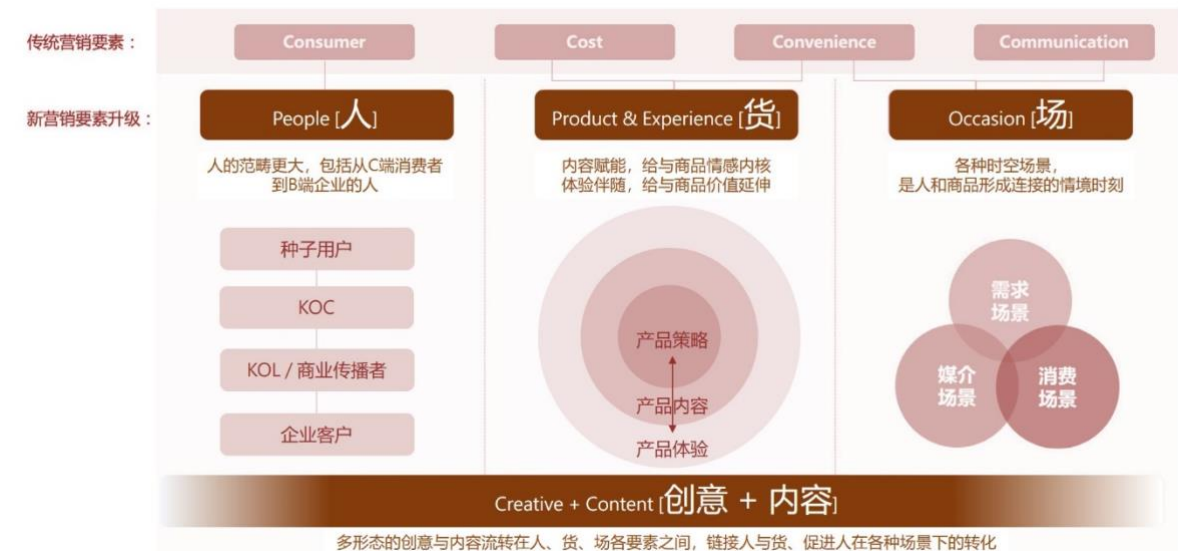 传统营销要素：
Consumer
Cost
Convenience
Communication
新营销要素升级：
People [人]
Product & Experience [货]
Occasion [场]
人的范畴更大，包括从C端消费者
到B端企业的人
内容赋能，给与商品情感内核
体验伴随，给与商品价值延伸
各种时空场景，
是人和商品形成连接的情境时刻
种子用户
KOC
KOL / 商业传播者
企业客户
产品策略
产品内容
产品体验
需求
场景
媒介
场景
消费
场景
Creative + Content [创意 + 内容]
多形态的创意与内容流转在人、货、场各要素之间，链接人与货、促进人在各种场景下的转化